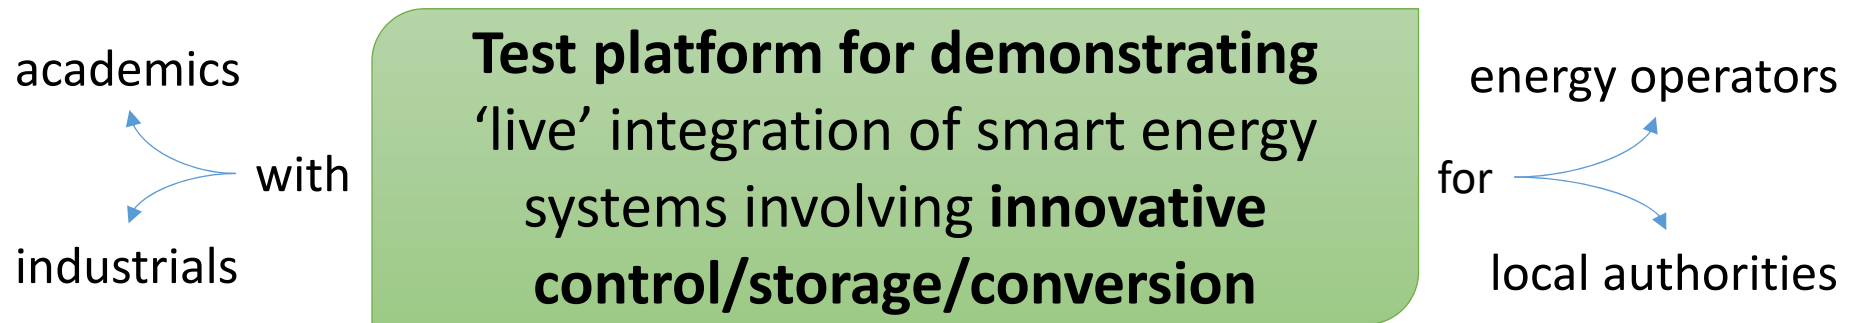 academics
with
industrials
Test platform for demonstrating
‘live’ integration of smart energy
systems involving innovative
control/storage/conversion
energy operators
for
local authorities